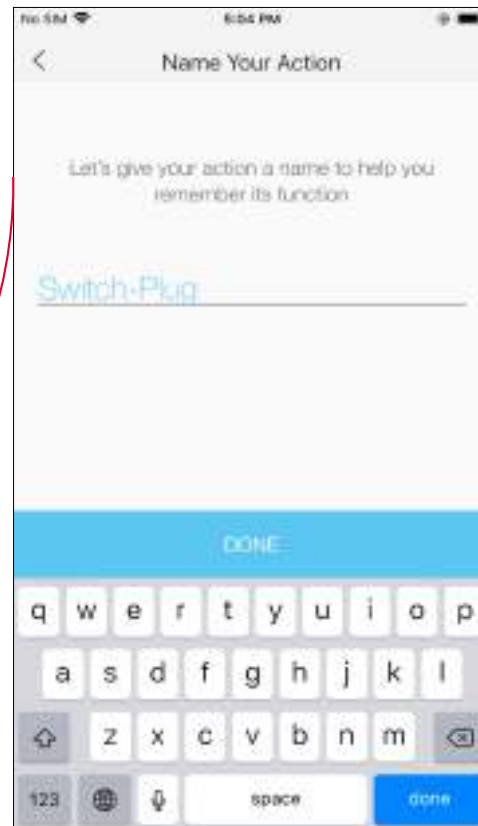 No SIM 5:04 PM
Name Your Action
Let's give your action a name to help you
remember its function
Switch-Plug
DONE
q w e r t y u i o p
a s d f g h j k l
z x c v b n m
123 space done